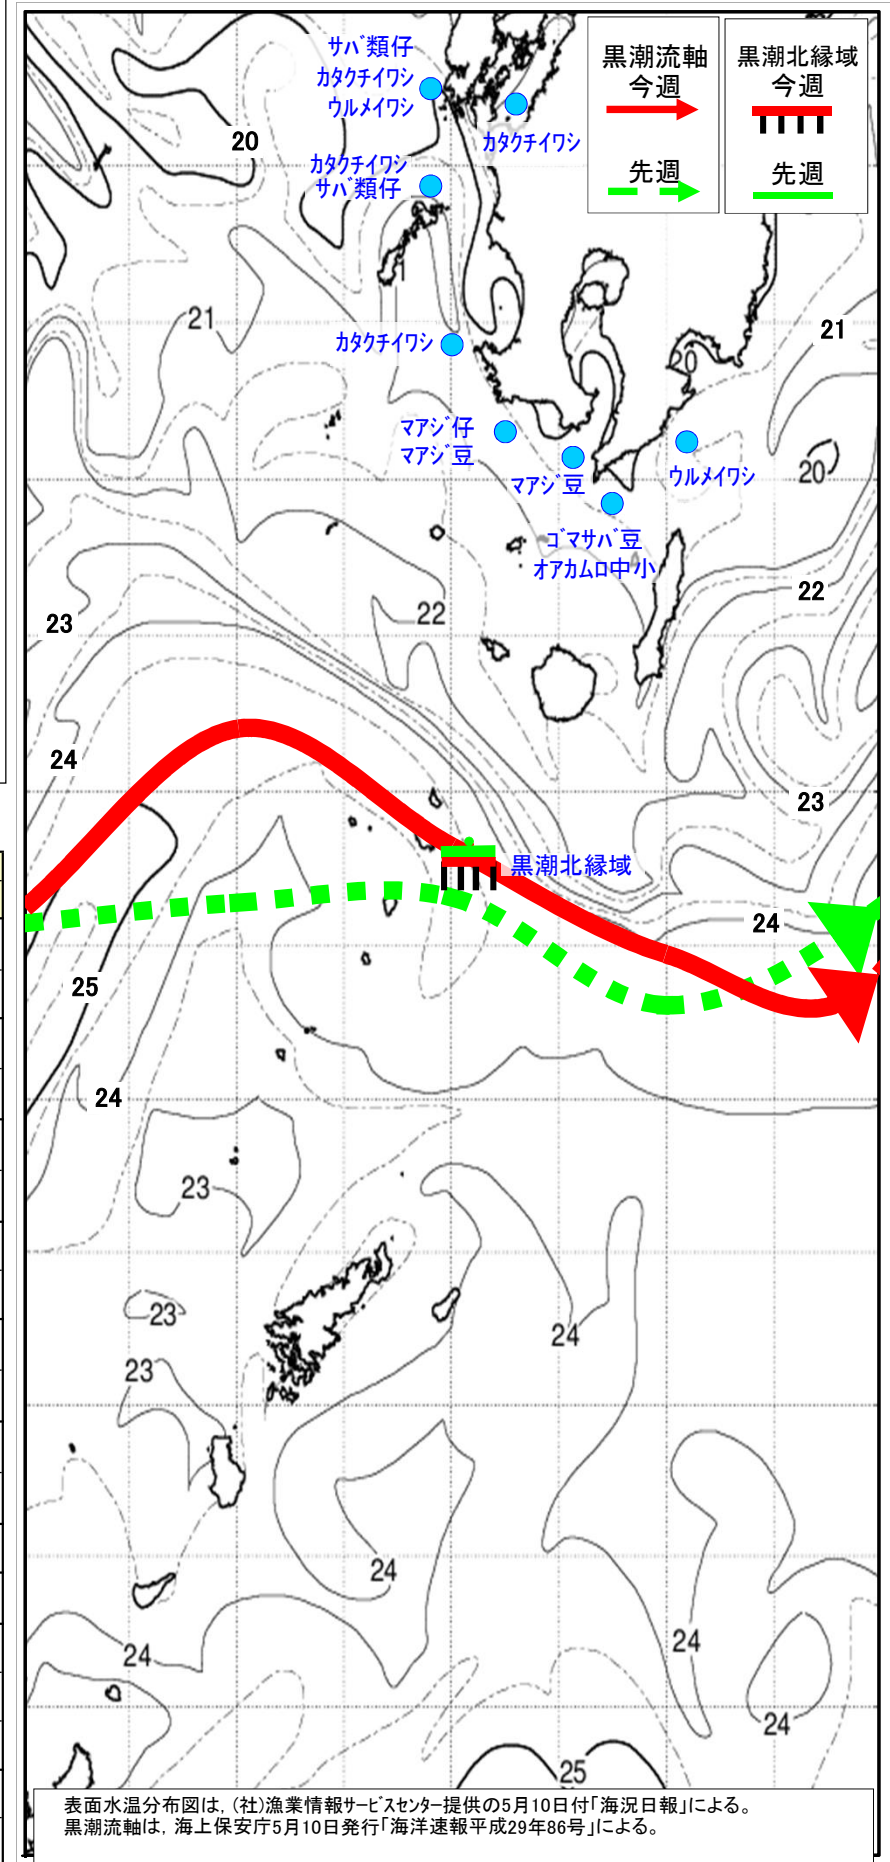 黒潮流軸
今週
先週
黒潮北縁域
今週
先週
サバ類仔
カタクチイワシ
ウルメイワシ
カタクチイワシ
20
カタクチイワシ
サバ類仔
21
1
カタクチイワシ
21
20
マアジ仔
マアジ豆
マアジ豆
ウルメイワシ
20
ゴマサバ豆
オアカムロ中小
22
22
23
24
23
黒潮北縁域
24
25
24
23
23
24
23
24
24
24
24
25
表面水温分布図は，(社)漁業情報サービスセンター提供の5月10日付「海況日報」による。
黒潮流軸は，海上保安庁5月10日発行「海洋速報平成29年86号」による。